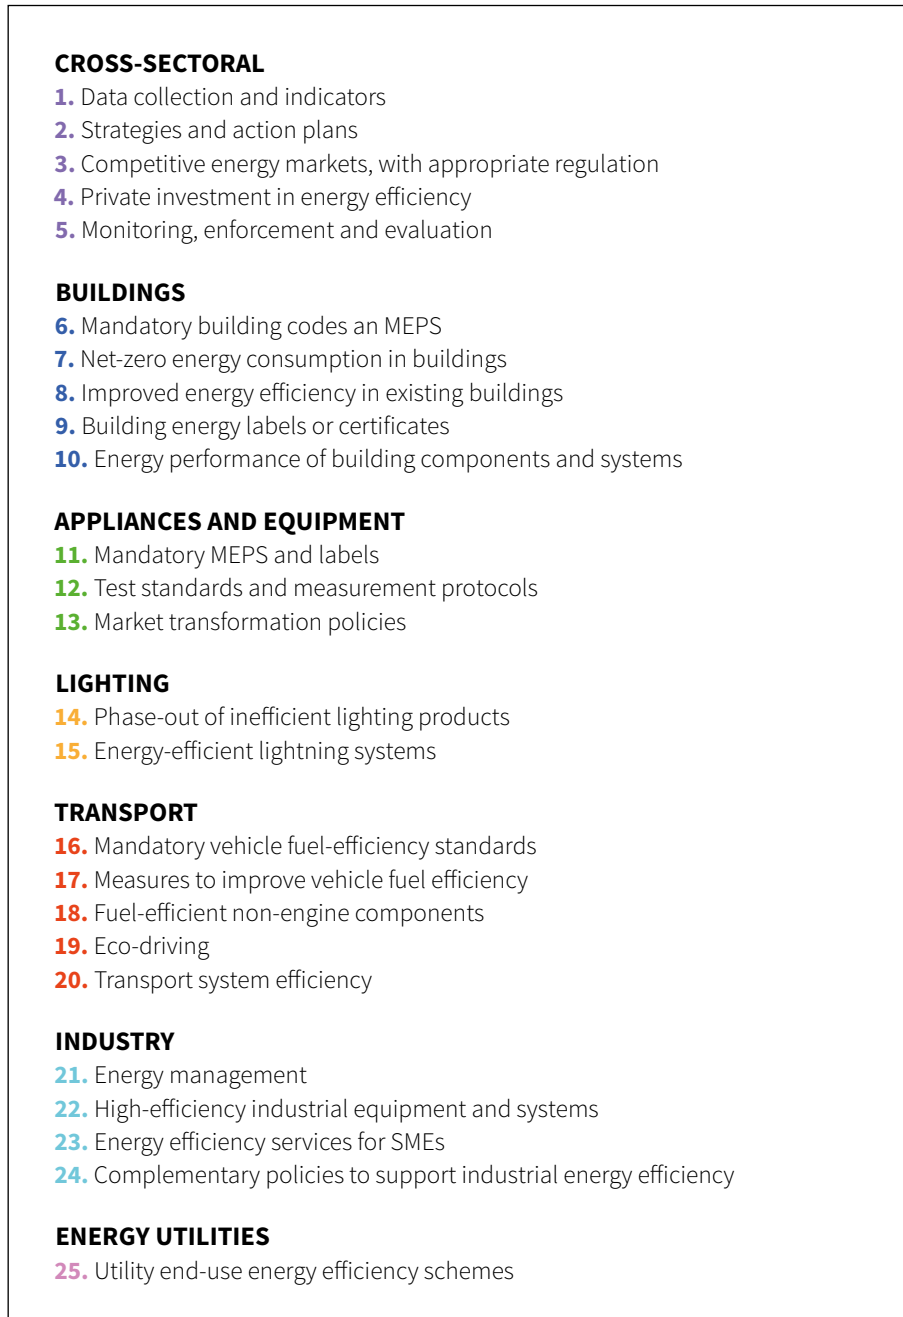 CROSS-SECTORAL
1. Data collection and indicators
2. Strategies and action plans
3. Competitive energy markets, with appropriate regulation
4. Private investment in energy efficiency
5. Monitoring, enforcement and evaluation
BUILDINGS
6. Mandatory building codes an MEPS
7. Net-zero energy consumption in buildings
8. Improved energy efficiency in existing buildings
9. Building energy labels or certificates
10. Energy performance of building components and systems
APPLIANCES AND EQUIPMENT
11. Mandatory MEPS and labels
12. Test standards and measurement protocols
13. Market transformation policies
LIGHTING
14. Phase-out of inefficient lighting products
15. Energy-efficient lightning systems
TRANSPORT
16. Mandatory vehicle fuel-efficiency standards
17. Measures to improve vehicle fuel efficiency
18. Fuel-efficient non-engine components
19. Eco-driving
20. Transport system efficiency
INDUSTRY
21. Energy management
22. High-efficiency industrial equipment and systems
23. Energy efficiency services for SMEs
24. Complementary policies to support industrial energy efficiency
ENERGY UTILITIES
25. Utility end-use energy efficiency schemes